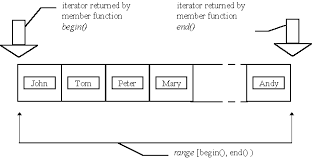 iterator returned by
member function
begin()
iterator returned by
member function
end()
John Tom Peter Mary Andy
range [begin(), end() )